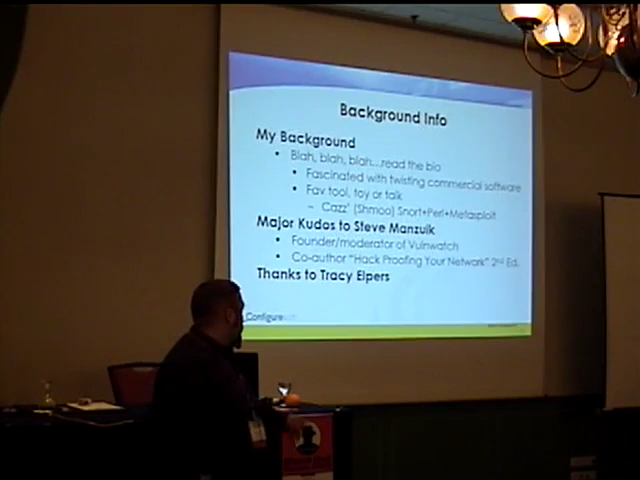 Background Info
My Background
• Blah, blah, blah...read the bio
• Fascinated with twisting commercial software
• Fav tool, toy or talk
– Cazz' (Shmoo) Snort+Perl+Metasploit
Major Kudos to Steve Manzuik
• Founder/moderator of Vulnwatch
• Co-author "Hack Proofing Your Network" 2nd Ed.
Thanks to Tracy Elpers
Configure